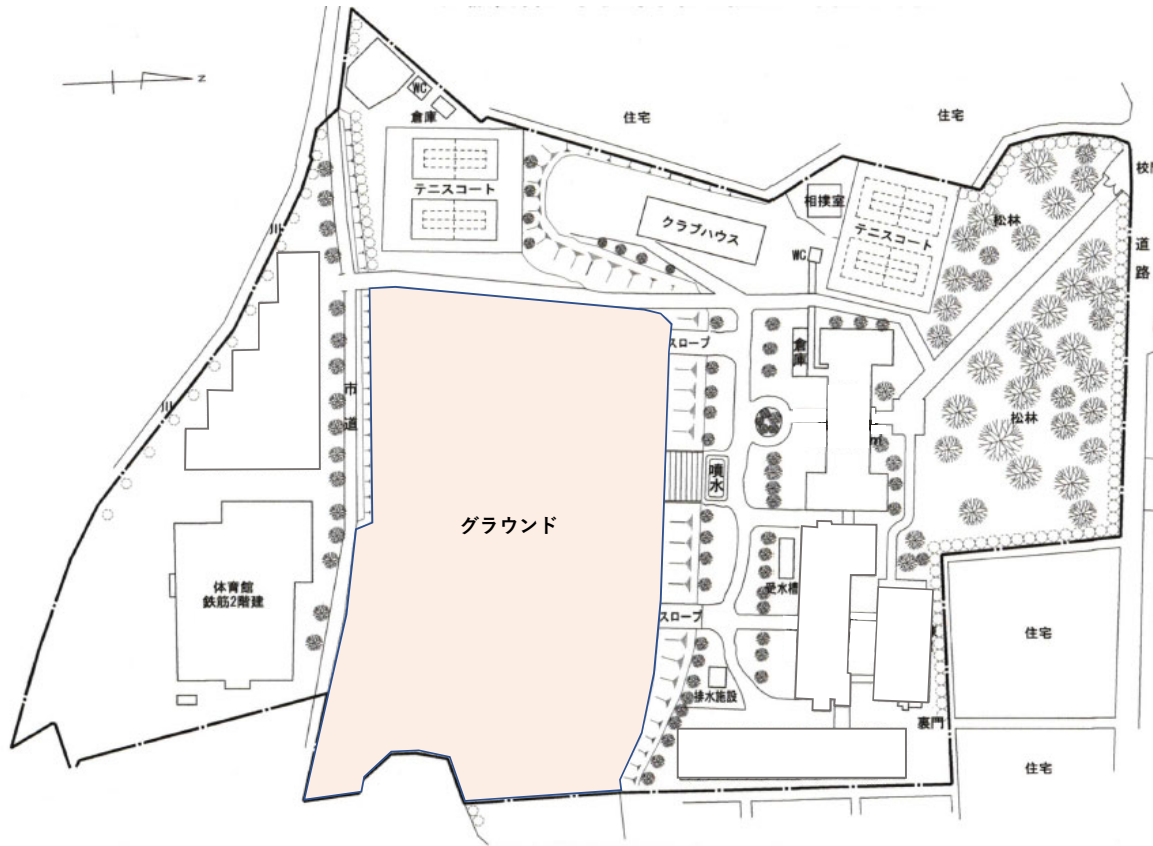 N
WC
倉庫
住宅
住宅
校門
テニスコート
相撲室
松林
クラブハウス
テニスコート
道路
川
WC
スロープ
倉庫
市道
川
松林
噴水
グラウンド
体育館
鉄筋2階建
受水槽
スロープ
住宅
排水施設
裏門
住宅